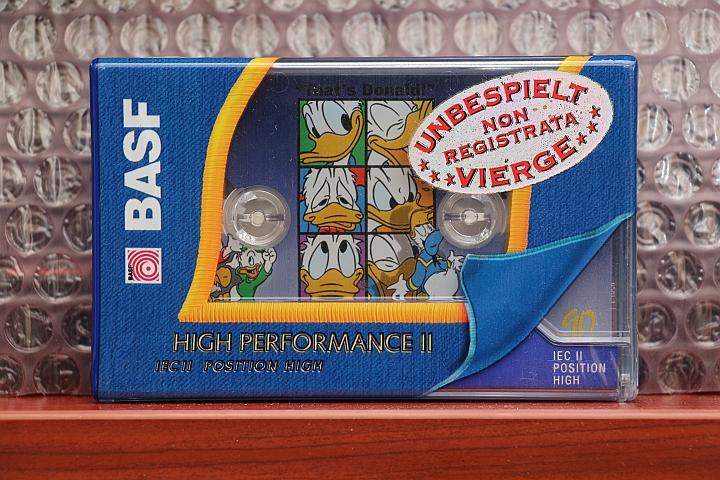 "That's Donald!"
UNBESPIELT
NON
REGISTRATA
VIERGE
BASF
BASF
HIGH PERFORMANCE II
IEC II POSITION HIGH
90
IEC II
POSITION
HIGH